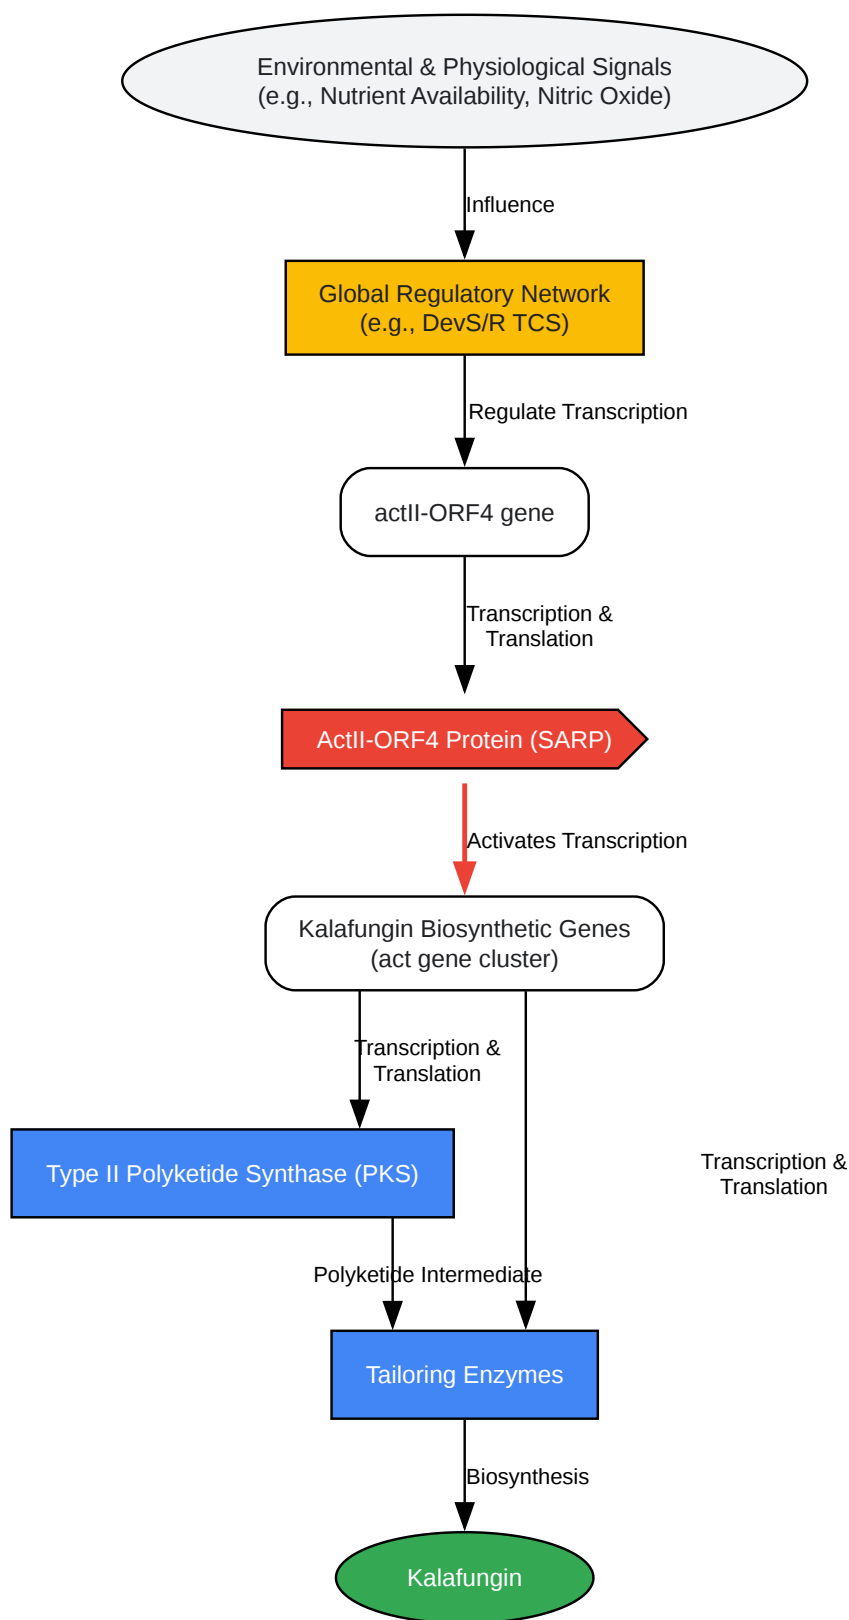 Environmental & Physiological Signals
(e.g., Nutrient Availability, Nitric Oxide)
Influence
Global Regulatory Network
(e.g., DevS/R TCS)
Regulate Transcription
actII-ORF4 gene
Transcription &
Translation
ActII-ORF4 Protein (SARP)
Activates Transcription
Kalafungin Biosynthetic Genes
(act gene cluster)
Transcription &
Translation
Type II Polyketide Synthase (PKS)
Transcription &
Translation
Polyketide Intermediate
Tailoring Enzymes
Biosynthesis
Kalafungin